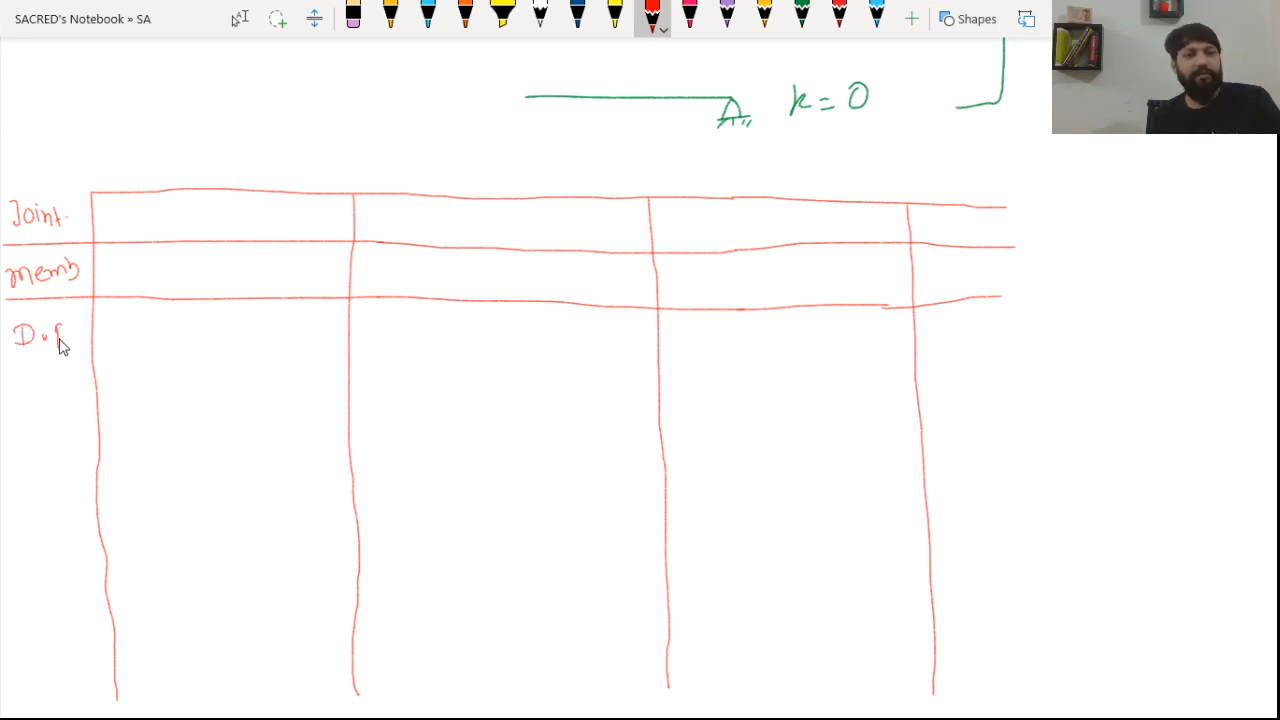 SACRED's Notebook » SA
Shapes
k = 0
Joint.
Memb
D.f